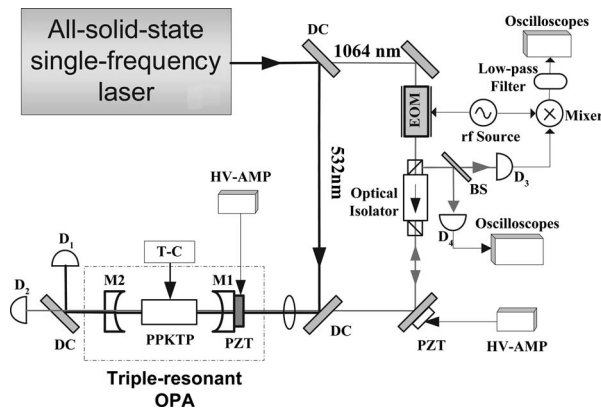 All-solid-state
single-frequency
laser
DC
1064 nm
Oscilloscopes
Low-pass
Filter
EOM
rf Source
Mixer
532nm
HV-AMP
Optical
Isolator
BS
D3
D4
Oscilloscopes
D1
T-C
D2
M2
M1
DC
PPKTP
PZT
DC
PZT
HV-AMP
Triple-resonant
OPA